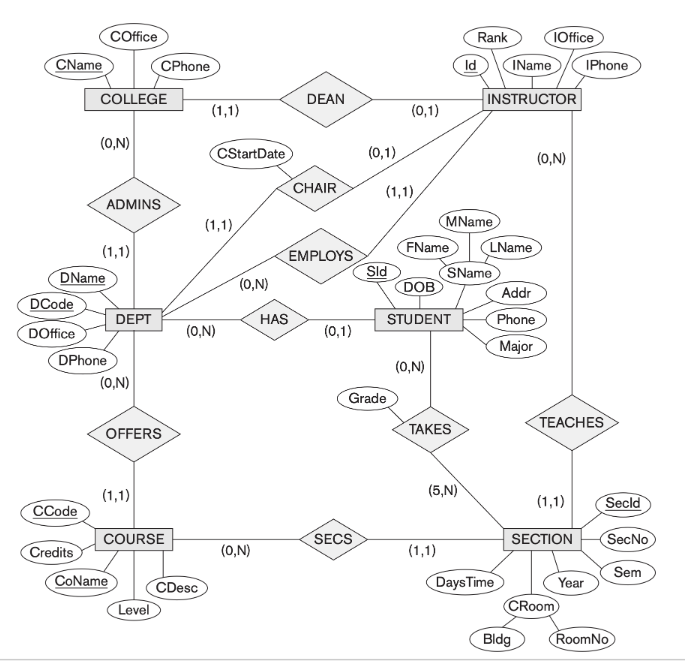 COffice
CName
CPhone
COLLEGE
(1,1)
DEAN
(0,1)
Rank
IOffice
Id
IName
IPhone
INSTRUCTOR
(0,N)
ADMINS
(1,1)
CStartDate
CHAIR
(0,1)
(1,1)
(1,1)
EMPLOYS
(0,N)
(0,N)
DName
DCode
DOffice
DPhone
DEPT
(0,N)
HAS
(0,1)
MName
FName
LName
SName
SId
DOB
Addr
Phone
Major
STUDENT
(0,N)
Grade
TAKES
(5,N)
TEACHES
(1,1)
(0,N)
OFFERS
(1,1)
CCode
Credits
CoName
Level
CDesc
COURSE
(0,N)
SECS
(1,1)
SECTION
SecId
SecNo
Sem
Year
DaysTime
CRoom
Bldg
RoomNo